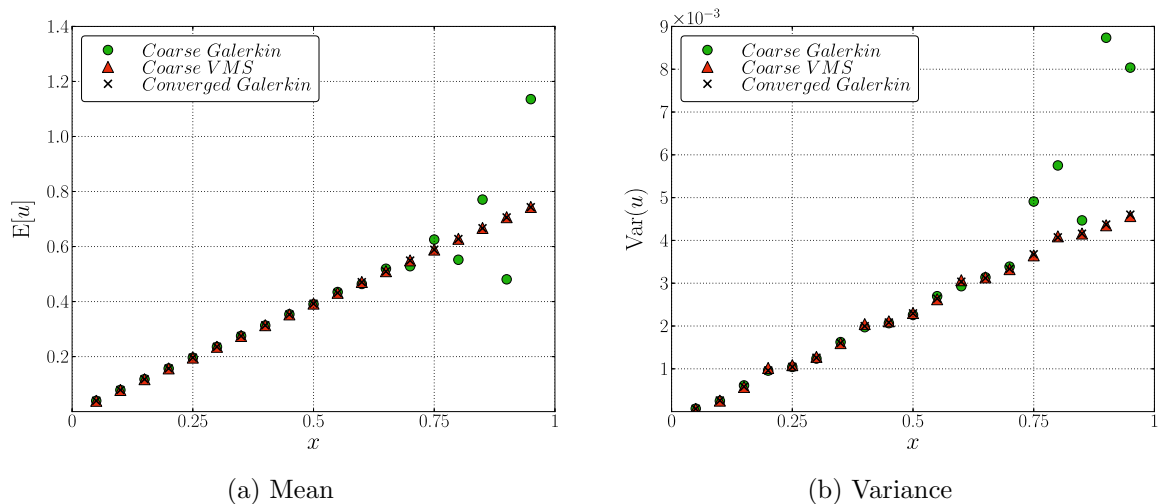 1.4
1.2
1.0
0.8
0.6
0.4
0.2
0
0.25
0.5
0.75
1
E[u]
x
Coarse Galerkin
Coarse VMS
Converged Galerkin
(a) Mean
×10⁻³
9
8
7
6
5
4
3
2
1
0
0.25
0.5
0.75
1
Var(u)
x
Coarse Galerkin
Coarse VMS
Converged Galerkin
(b) Variance